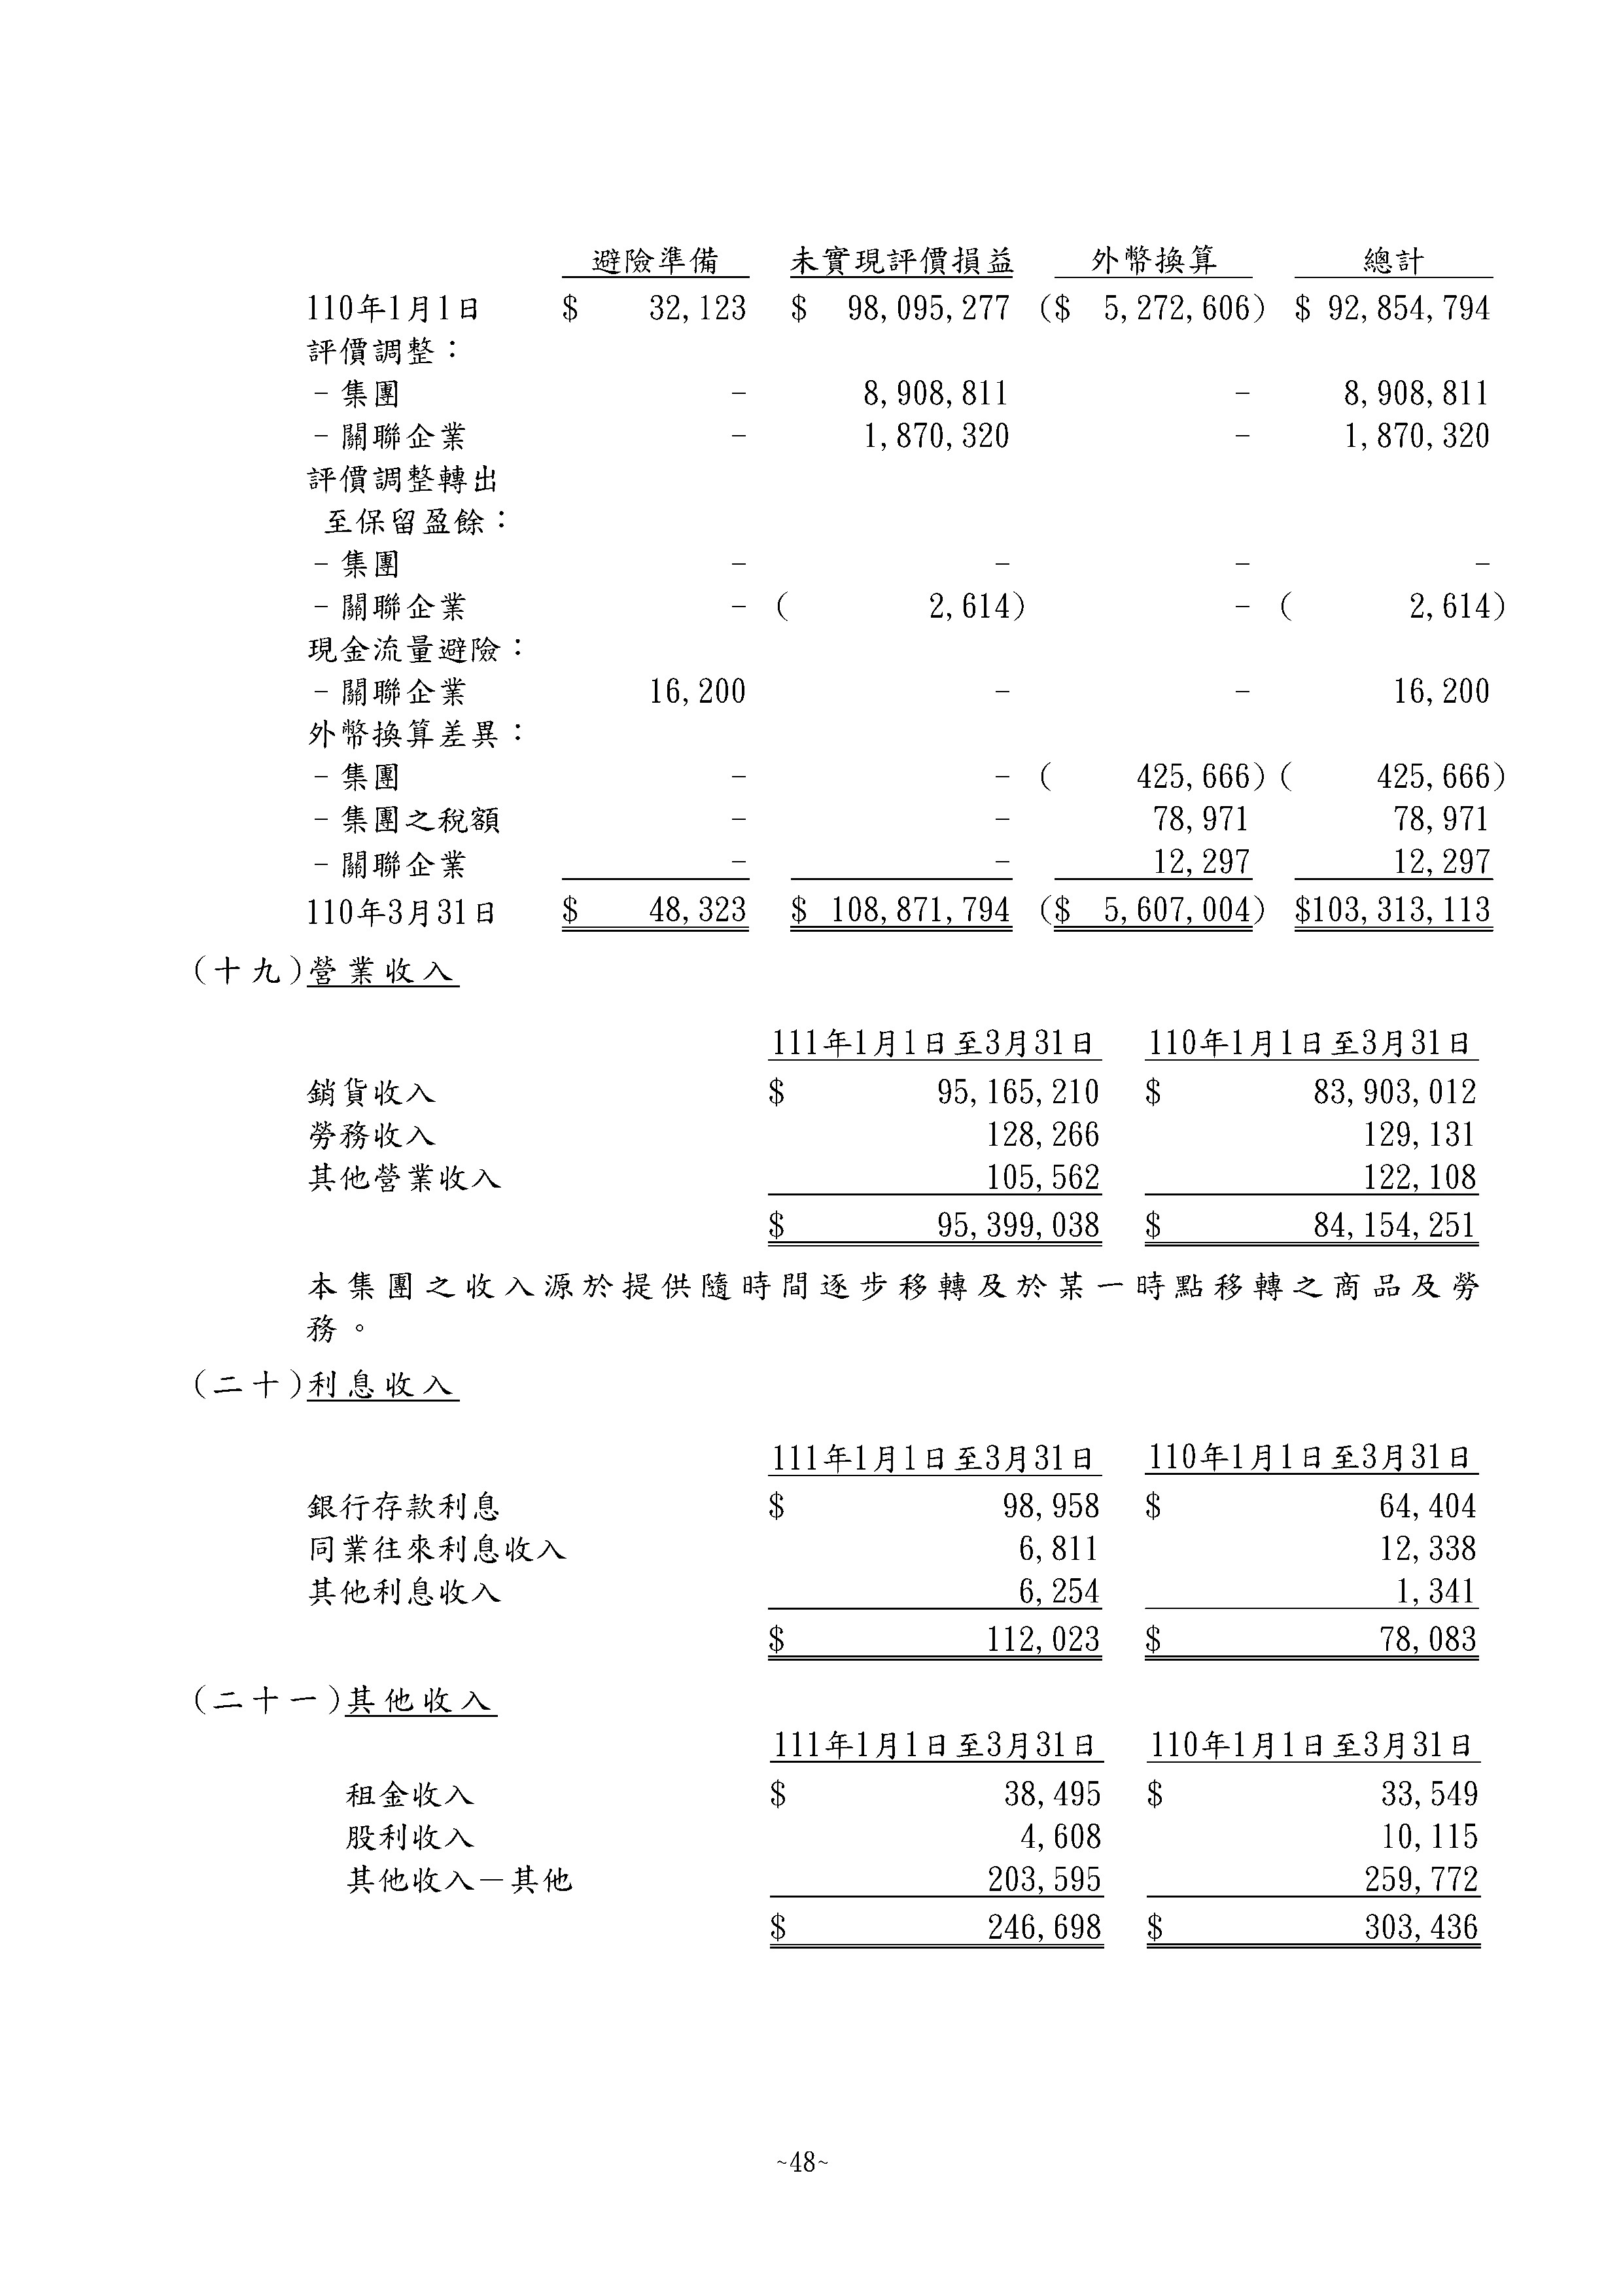 避險準備 未實現評價損益 外幣換算 總計
110年1月1日 $ 32,123 $ 98,095,277 ($ 5,272,606) $ 92,854,794
評價調整：
－集團 － 8,908,811 － 8,908,811
－關聯企業 － 1,870,320 － 1,870,320
評價調整轉出
至保留盈餘：
－集團 － － － －
－關聯企業 － ( 2,614) － ( 2,614)
現金流量避險：
－關聯企業 16,200 － － 16,200
外幣換算差異：
－集團 － － ( 425,666) ( 425,666)
－集團之稅額 － － 78,971 78,971
－關聯企業 － － 12,297 12,297
110年3月31日 $ 48,323 $ 108,871,794 ($ 5,607,004) $103,313,113
(十九)營業收入
111年1月1日至3月31日 110年1月1日至3月31日
銷貨收入 $ 95,165,210 $ 83,903,012
勞務收入 128,266 129,131
其他營業收入 105,562 122,108
$ 95,399,038 $ 84,154,251
本集團之收入源於提供隨時間逐步移轉及於某一時點移轉之商品及勞
務。
(二十)利息收入
111年1月1日至3月31日 110年1月1日至3月31日
銀行存款利息 $ 98,958 $ 64,404
同業往來利息收入 6,811 12,338
其他利息收入 6,254 1,341
$ 112,023 $ 78,083
(二十一)其他收入
111年1月1日至3月31日 110年1月1日至3月31日
租金收入 $ 38,495 $ 33,549
股利收入 4,608 10,115
其他收入－其他 203,595 259,772
$ 246,698 $ 303,436
~48~